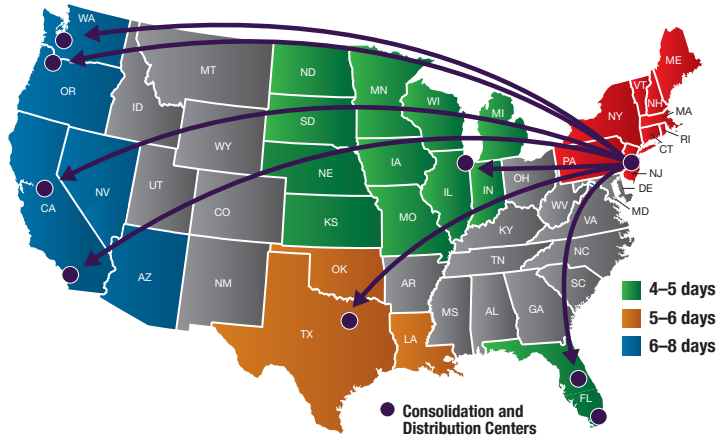 WA
ME
MT
ND
MN
VT
OR
NH
WI
NY
ID
MI
MA
SD
WY
RI
CT
IA
PA
NE
NJ
OH
NV
UT
IL
IN
DE
CA
CO
WV
MD
VA
KS
MO
KY
NC
TN
OK
AZ
NM
AR
SC
4–5 days
MS
AL
GA
TX
LA
5–6 days
6–8 days
FL
Consolidation and
Distribution Centers